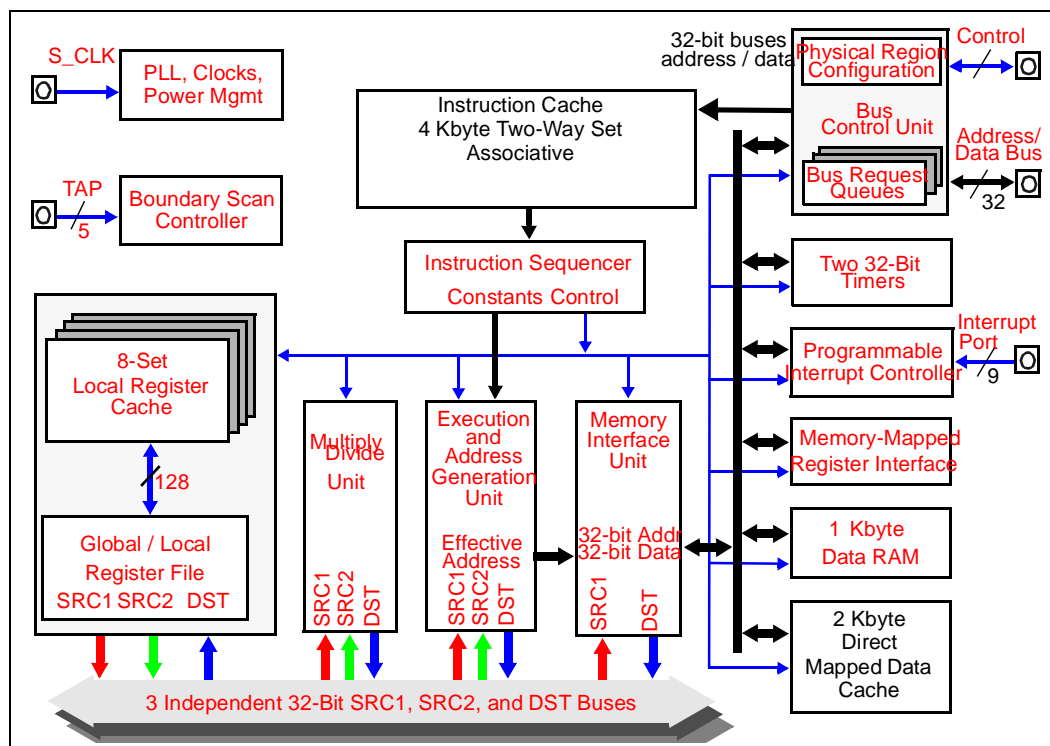 S_CLK
PLL, Clocks,
Power Mgmt
TAP
5
Boundary Scan
Controller
Instruction Cache
4 Kbyte Two-Way Set
Associative
32-bit buses
address / data
Physical Region
Configuration
Control
Bus
Control Unit
Address/
Data Bus
Bus Request
Queues
32
Instruction Sequencer
Constants Control
Two 32-Bit
Timers
Interrupt
Port
Programmable
Interrupt Controller
9
8-Set
Local Register
Cache
128
Global / Local
Register File
SRC1 SRC2 DST
Multiply
Divide
Unit
SRC1
SRC2
DST
Execution
and
Address
Generation
Unit
Effective
Address
SRC1
SRC2
DST
Memory
Interface
Unit
32-bit Addr
32-bit Data
SRC1
DST
Memory-Mapped
Register Interface
1 Kbyte
Data RAM
2 Kbyte
Direct
Mapped Data
Cache
3 Independent 32-Bit SRC1, SRC2, and DST Buses